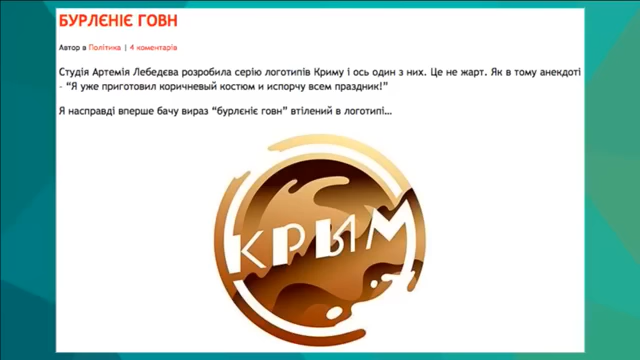 БУРЛЄНІЄ ГОВН
Автор в Політика | 4 коментарів
Студія Артемія Лебедєва розробила серію логотипів Криму і ось один з них. Це не жарт. Як в тому анекдоті
– “Я уже приготовил коричневый костюм и испорчу всем праздник!”
Я насправді вперше бачу вираз “бурлєніє говн” втілений в логотипі…
КРЫМ